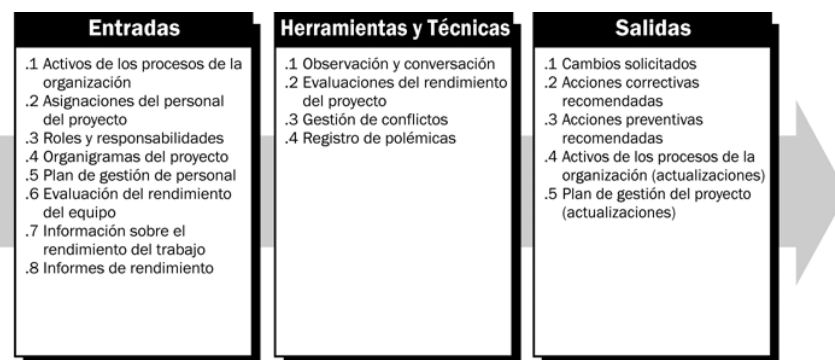 Entradas
.1 Activos de los procesos de la
organización
.2 Asignaciones del personal
del proyecto
.3 Roles y responsabilidades
.4 Organigramas del proyecto
.5 Plan de gestión de personal
.6 Evaluación del rendimiento
del equipo
.7 Información sobre el
rendimiento del trabajo
.8 Informes de rendimiento
Herramientas y Técnicas
.1 Observación y conversación
.2 Evaluaciones del rendimiento
del proyecto
.3 Gestión de conflictos
.4 Registro de polémicas
Salidas
.1 Cambios solicitados
.2 Acciones correctivas
recomendadas
.3 Acciones preventivas
recomendadas
.4 Activos de los procesos de la
organización (actualizaciones)
.5 Plan de gestión del proyecto
(actualizaciones)